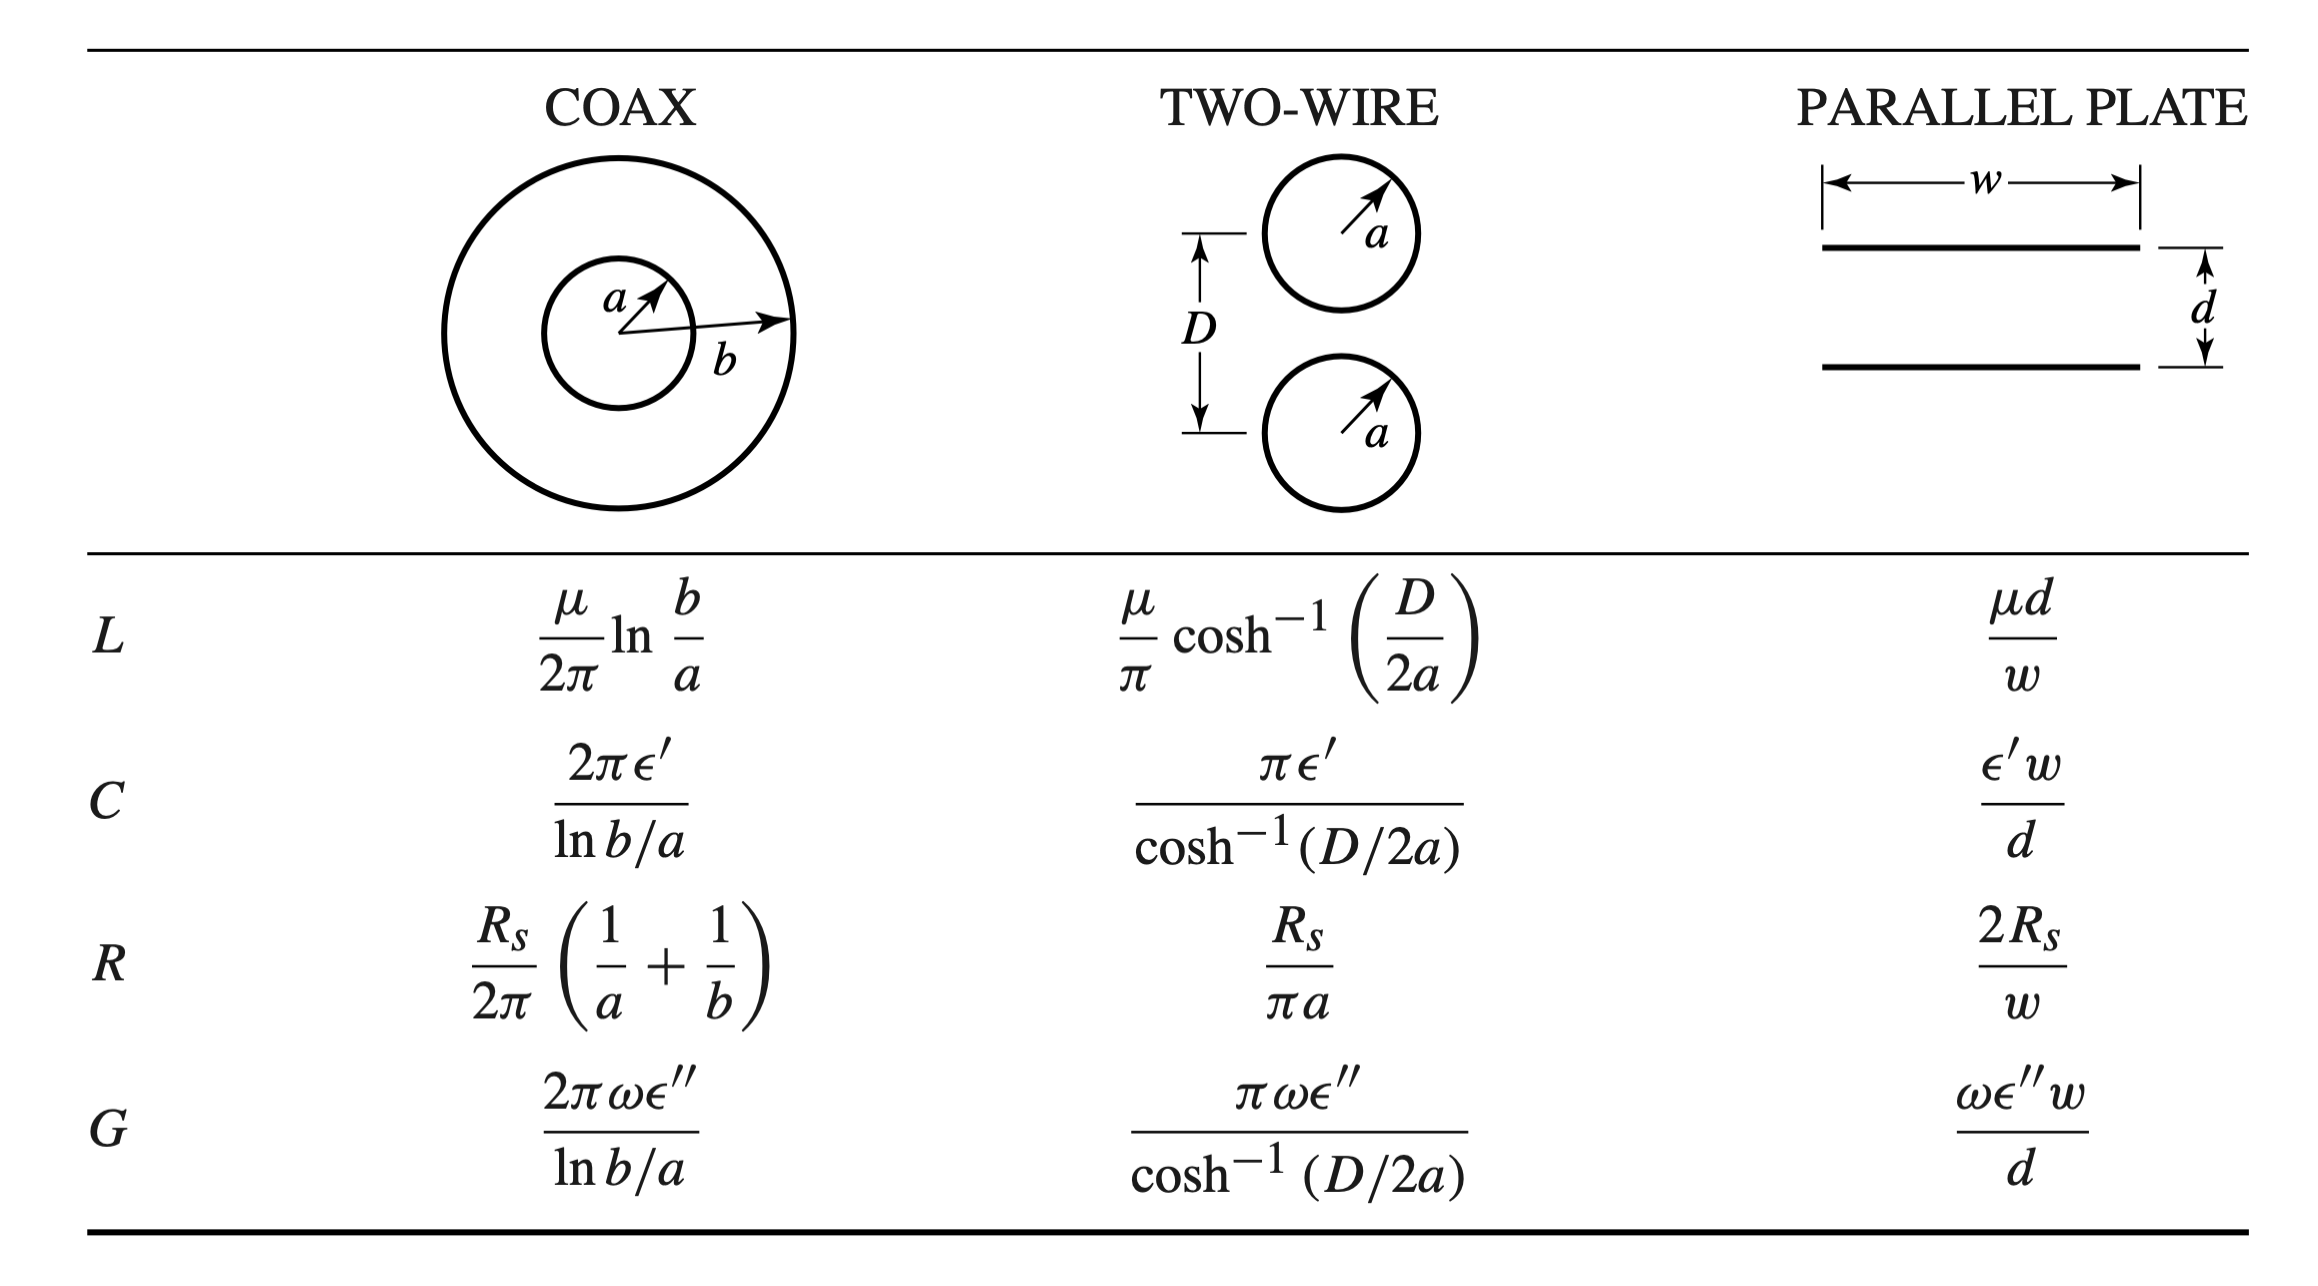 COAX TWO-WIRE PARALLEL PLATE
a b
D a a
w d
L \frac{\mu}{2\pi} \ln \frac{b}{a} \frac{\mu}{\pi} \cosh^{-1} \left( \frac{D}{2a} \right) \frac{\mu d}{w}
C \frac{2\pi\epsilon'}{\ln b/a} \frac{\pi\epsilon'}{\cosh^{-1}(D/2a)} \frac{\epsilon' w}{d}
R \frac{R_s}{2\pi} \left( \frac{1}{a} + \frac{1}{b} \right) \frac{R_s}{\pi a} \frac{2R_s}{w}
G \frac{2\pi\omega\epsilon''}{\ln b/a} \frac{\pi\omega\epsilon''}{\cosh^{-1}(D/2a)} \frac{\omega\epsilon'' w}{d}